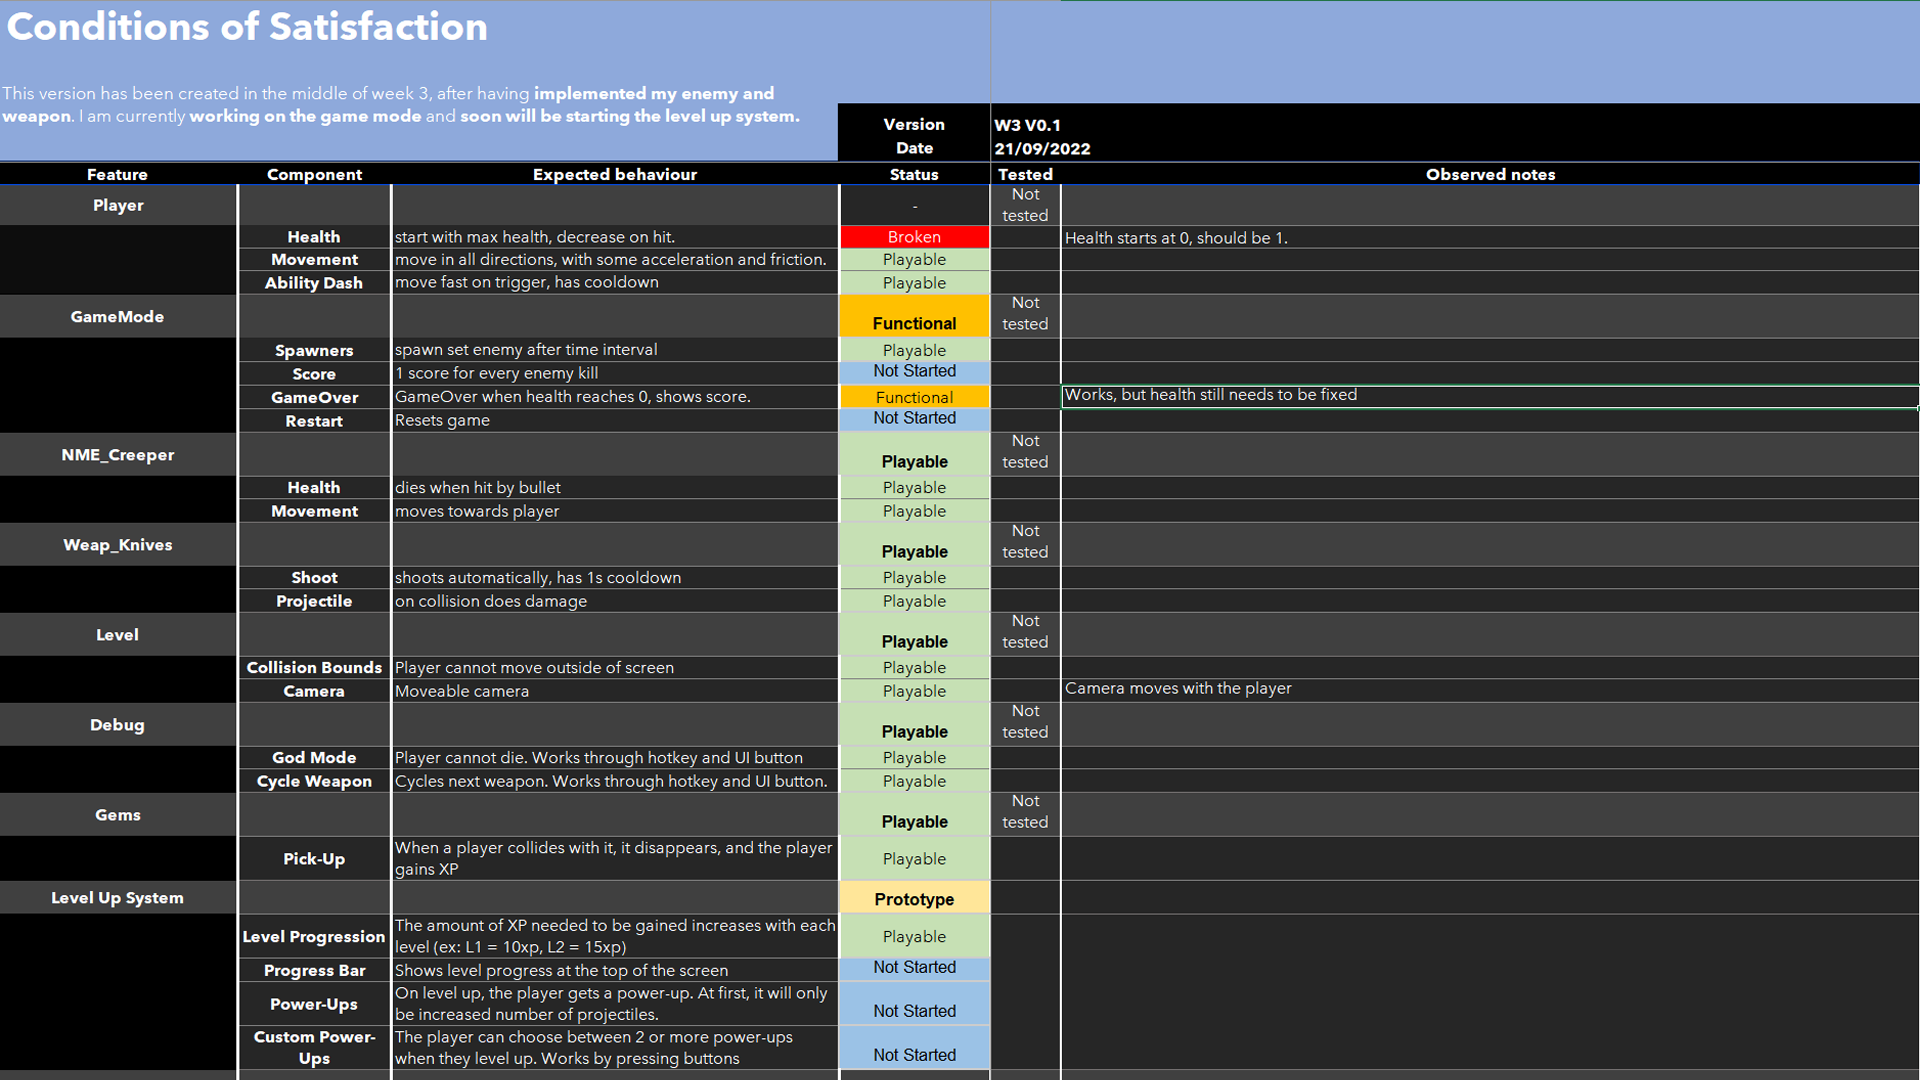 Conditions of Satisfaction
This version has been created in the middle of week 3, after having implemented my enemy and
weapon. I am currently working on the game mode and soon will be starting the level up system.
Version W3 V0.1
Date 21/09/2022
Feature Component Expected behaviour Status Tested Observed notes
Player - Not tested
Health start with max health, decrease on hit. Broken Health starts at 0, should be 1.
Movement move in all directions, with some acceleration and friction. Playable
Ability Dash move fast on trigger, has cooldown Playable
GameMode Functional Not tested
Spawners spawn set enemy after time interval Playable
Score 1 score for every enemy kill Not Started
GameOver GameOver when health reaches 0, shows score. Functional Works, but health still needs to be fixed
Restart Resets game Not Started
NME_Creeper Playable Not tested
Health dies when hit by bullet Playable
Movement moves towards player Playable
Weap_Knives Playable Not tested
Shoot shoots automatically, has 1s cooldown Playable
Projectile on collision does damage Playable
Level Playable Not tested
Collision Bounds Player cannot move outside of screen Playable
Camera Moveable camera Playable Camera moves with the player
Debug Playable Not tested
God Mode Player cannot die. Works through hotkey and UI button Playable
Cycle Weapon Cycles next weapon. Works through hotkey and UI button. Playable
Gems Playable Not tested
Pick-Up When a player collides with it, it disappears, and the player
gains XP Playable
Level Up System Prototype
Level Progression The amount of XP needed to be gained increases with each
level (ex: L1 = 10xp, L2 = 15xp) Playable
Progress Bar Shows level progress at the top of the screen Not Started
Power-Ups On level up, the player gets a power-up. At first, it will only
be increased number of projectiles. Not Started
Custom Power-Ups The player can choose between 2 or more power-ups
when they level up. Works by pressing buttons Not Started